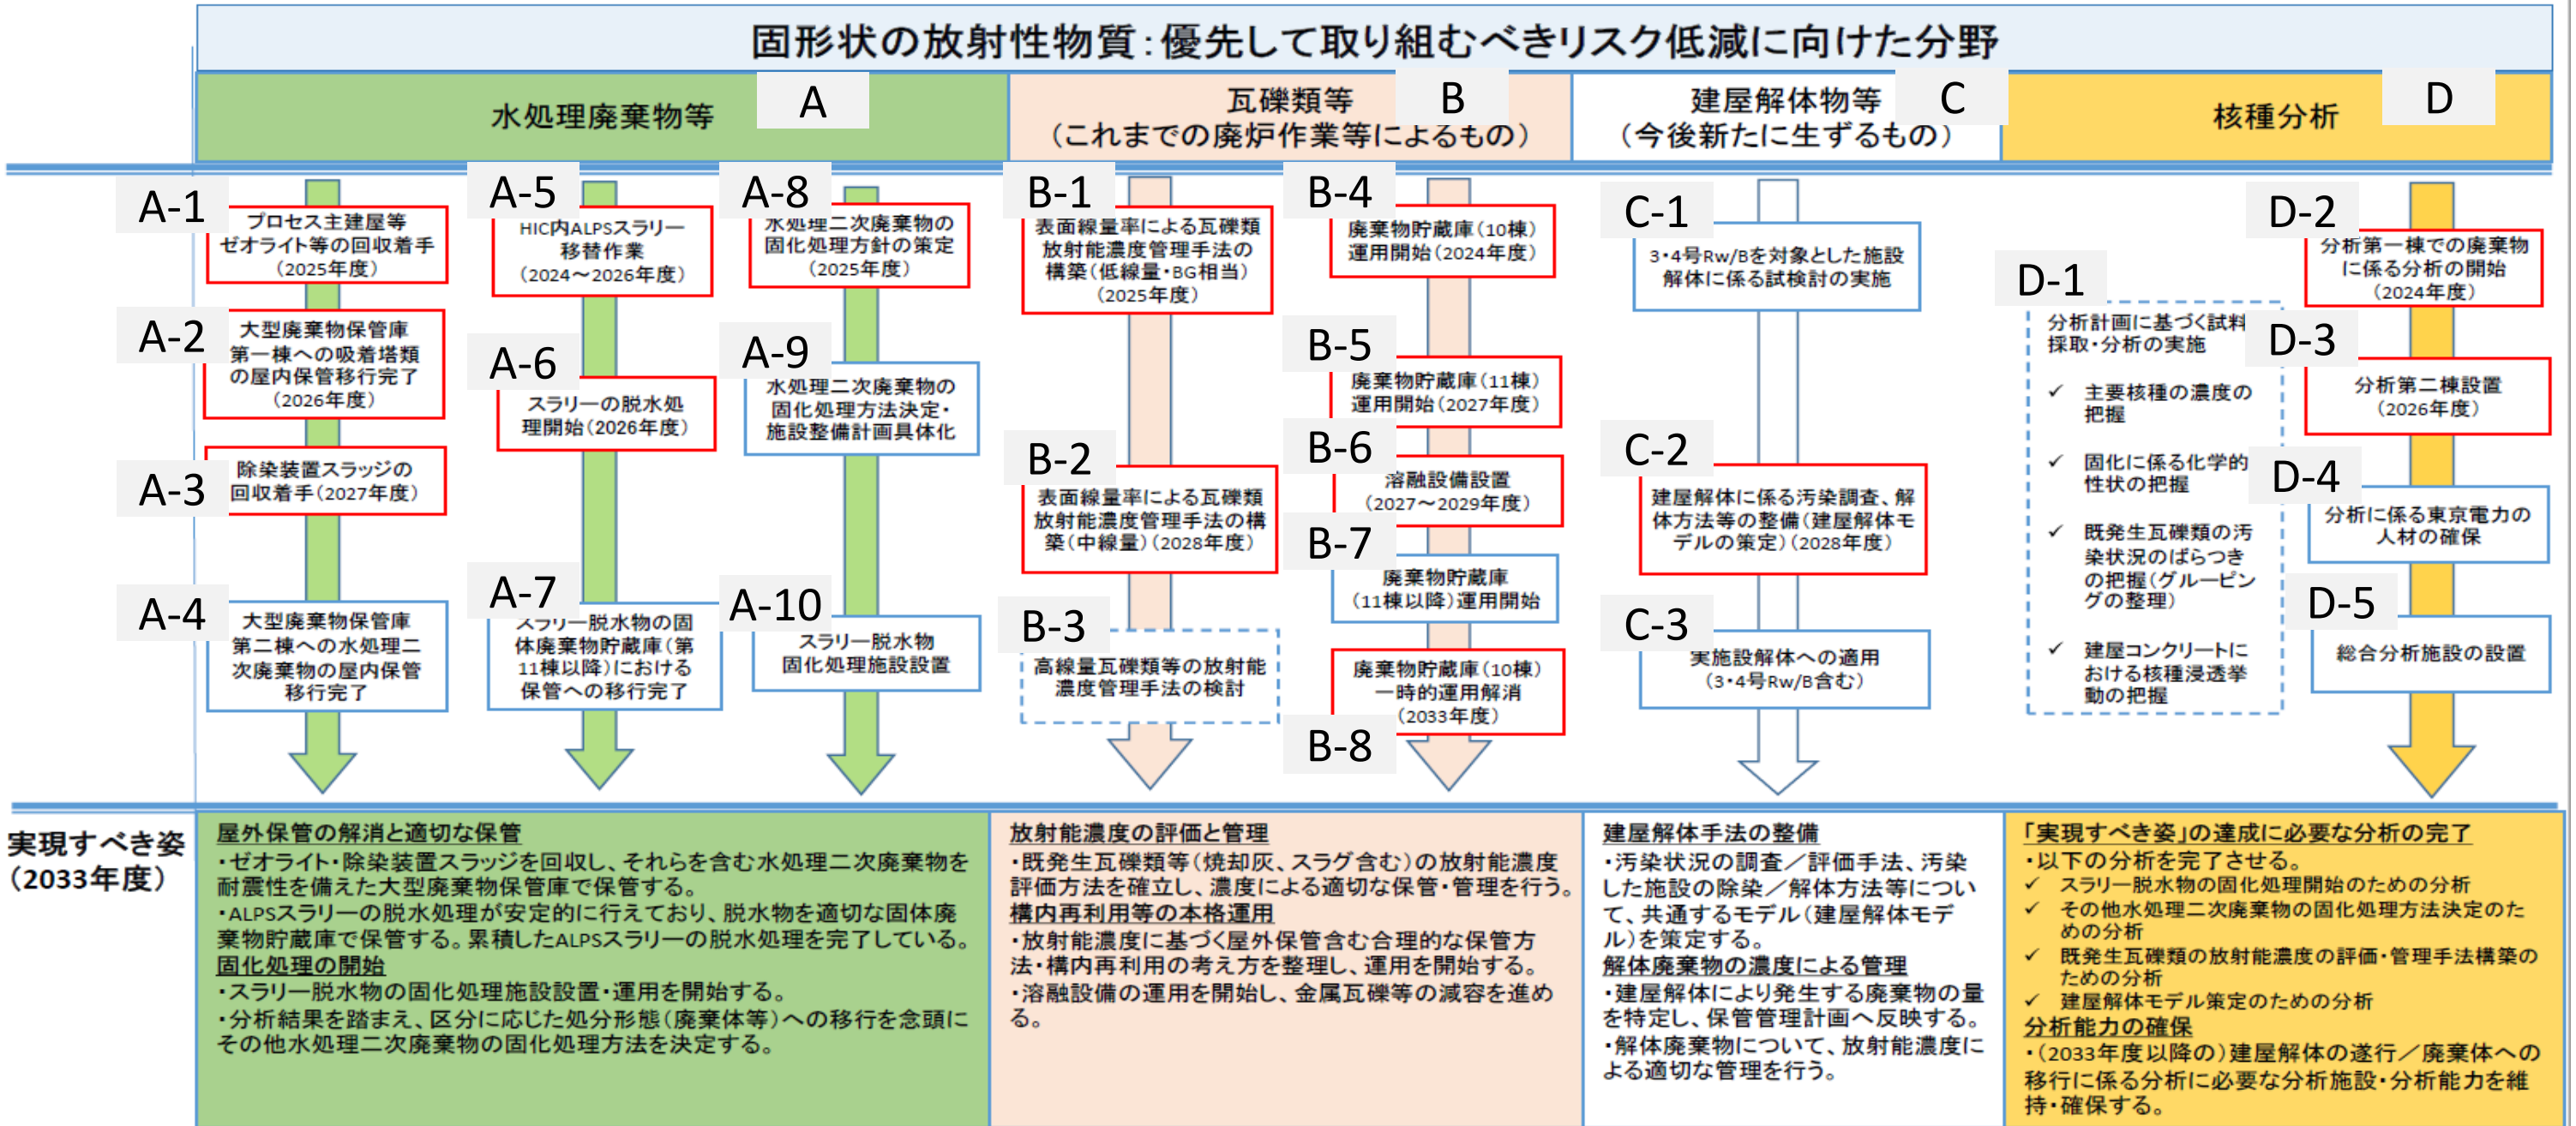 固形状の放射性物質：優先して取り組むべきリスク低減に向けた分野
水処理廃棄物等
A
瓦礫類等
（これまでの廃炉作業等によるもの）
B
建屋解体物等
（今後新たに生ずるもの）
C
核種分析
D
A-1
プロセス主建屋等
ゼオライト等の回収着手
（2025年度）
A-2
大型廃棄物保管庫
第一棟への吸着塔類
の屋内保管移行完了
（2026年度）
A-3
除染装置スラッジの
回収着手（2027年度）
A-4
大型廃棄物保管庫
第二棟への水処理二
次廃棄物の屋内保管
移行完了
A-5
HIC内ALPSスラリー
移替作業
（2024～2026年度）
A-6
スラリーの脱水処
理開始（2026年度）
A-7
スラリー脱水物の固
体廃棄物貯蔵庫（第
11棟以降）における
保管への移行完了
A-8
水処理二次廃棄物の
固化処理方針の策定
（2025年度）
A-9
水処理二次廃棄物の
固化処理方法決定・
施設整備計画具体化
A-10
スラリー脱水物
固化処理施設設置
B-1
表面線量率による瓦礫類
放射能濃度管理手法の
構築（低線量・BG相当）
（2025年度）
B-2
表面線量率による瓦礫類
放射能濃度管理手法の構
築（中線量）（2028年度）
B-3
高線量瓦礫類等の放射能
濃度管理手法の検討
B-4
廃棄物貯蔵庫（10棟）
運用開始（2024年度）
B-5
廃棄物貯蔵庫（11棟）
運用開始（2027年度）
B-6
溶融設備設置
（2027～2029年度）
B-7
廃棄物貯蔵庫
（11棟以降）運用開始
廃棄物貯蔵庫（10棟）
一時的運用解消
（2033年度）
B-8
C-1
3・4号Rw/Bを対象とした施設
解体に係る試検討の実施
C-2
建屋解体に係る汚染調査、解
体方法等の整備（建屋解体モ
デルの策定）（2028年度）
C-3
実施設解体への適用
（3・4号Rw/B含む）
D-1
分析計画に基づく試料
採取・分析の実施
✓ 主要核種の濃度の
把握
✓ 固化に係る化学的
性状の把握
✓ 既発生瓦礫類の汚
染状況のばらつき
の把握（グルーピン
グの整理）
✓ 建屋コンクリートに
おける核種浸透挙
動の把握
D-2
分析第一棟での廃棄物
に係る分析の開始
（2024年度）
D-3
分析第二棟設置
（2026年度）
D-4
分析に係る東京電力の
人材の確保
D-5
総合分析施設の設置
実現すべき姿
（2033年度）
屋外保管の解消と適切な保管
・ゼオライト・除染装置スラッジを回収し、それらを含む水処理二次廃棄物を
耐震性を備えた大型廃棄物保管庫で保管する。
・ALPSスラリーの脱水処理が安定的に行えており、脱水物を適切な固体廃
棄物貯蔵庫で保管する。累積したALPSスラリーの脱水処理を完了している。
固化処理の開始
・スラリー脱水物の固化処理施設設置・運用を開始する。
・分析結果を踏まえ、区分に応じた処分形態（廃棄体等）への移行を念頭に
その他水処理二次廃棄物の固化処理方法を決定する。
放射能濃度の評価と管理
・既発生瓦礫類等（焼却灰、スラグ含む）の放射能濃度
評価方法を確立し、濃度による適切な保管・管理を行う。
構内再利用等の本格運用
・放射能濃度に基づく屋外保管含む合理的な保管方
法・構内再利用の考え方を整理し、運用を開始する。
・溶融設備の運用を開始し、金属瓦礫等の減容を進め
る。
建屋解体手法の整備
・汚染状況の調査／評価手法、汚染
した施設の除染／解体方法等につい
て、共通するモデル（建屋解体モデ
ル）を策定する。
解体廃棄物の濃度による管理
・建屋解体により発生する廃棄物の量
を特定し、保管管理計画へ反映する。
・解体廃棄物について、放射能濃度に
よる適切な管理を行う。
「実現すべき姿」の達成に必要な分析の完了
・以下の分析を完了させる。
✓ スラリー脱水物の固化処理開始のための分析
✓ その他水処理二次廃棄物の固化処理方法決定のた
めの分析
✓ 既発生瓦礫類の放射能濃度の評価・管理手法構築の
ための分析
✓ 建屋解体モデル策定のための分析
分析能力の確保
・（2033年度以降の）建屋解体の遂行／廃棄体への
移行に係る分析に必要な分析施設・分析能力を維
持・確保する。